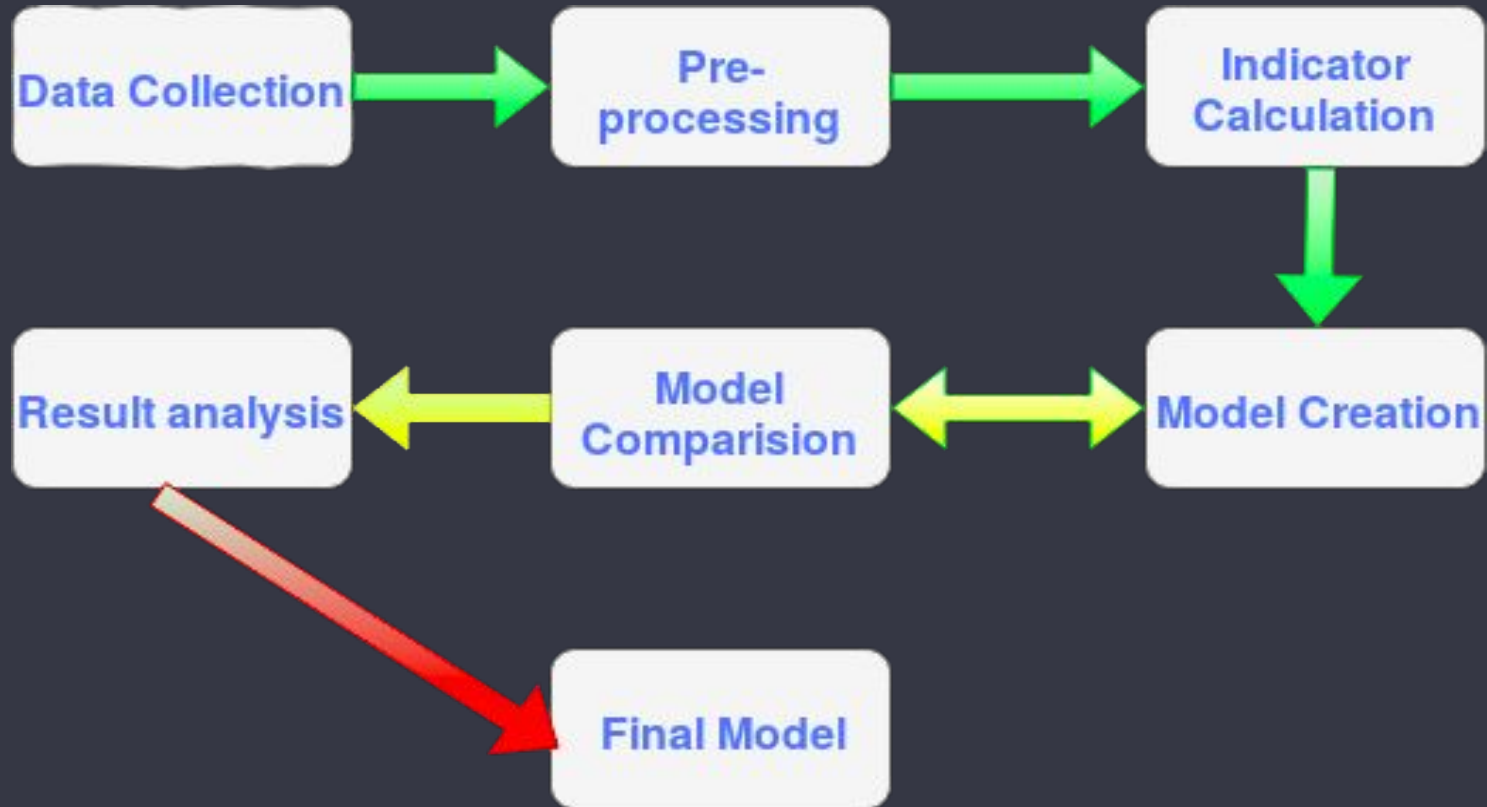 Data Collection
Pre-
processing
Indicator
Calculation
Result analysis
Model
Comparision
Model Creation
Final Model